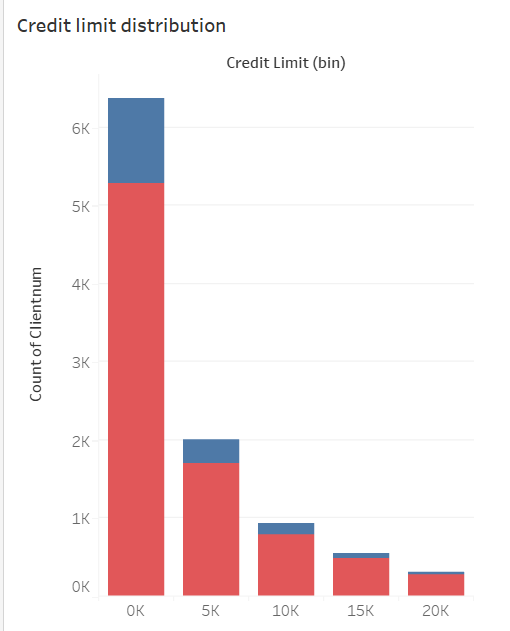 Credit limit distribution
Credit Limit (bin)
Count of Clientnum
6K
5K
4K
3K
2K
1K
0K
0K 5K 10K 15K 20K